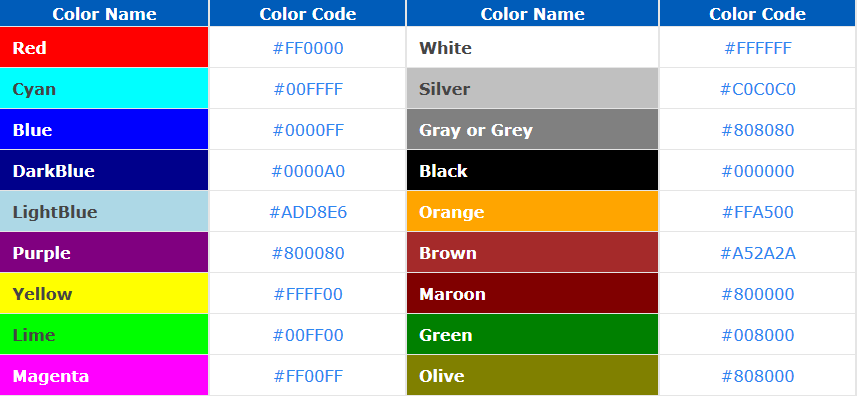 Color Name Color Code Color Name Color Code
Red #FF0000 White #FFFFFF
Cyan #00FFFF Silver #C0C0C0
Blue #0000FF Gray or Grey #808080
DarkBlue #0000A0 Black #000000
LightBlue #ADD8E6 Orange #FFA500
Purple #800080 Brown #A52A2A
Yellow #FFFF00 Maroon #800000
Lime #00FF00 Green #008000
Magenta #FF00FF Olive #808000